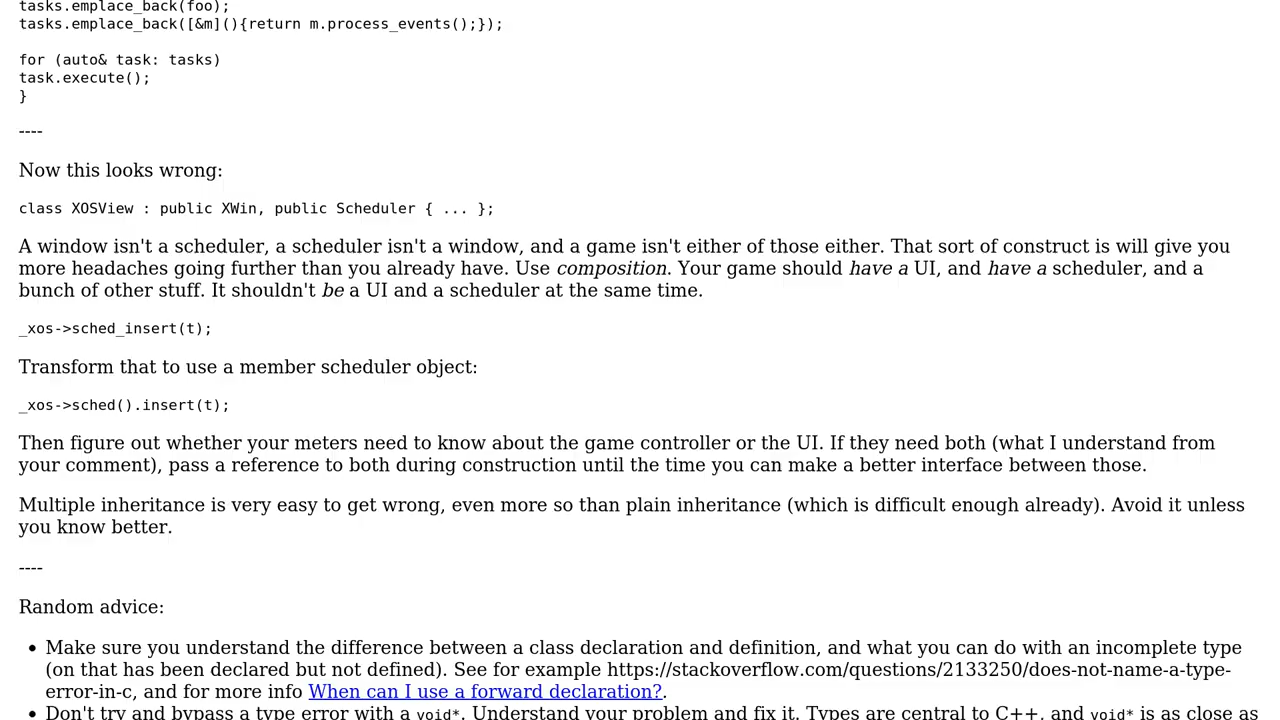 tasks.emplace_back(foo);
tasks.emplace_back([&m](){return m.process_events();});
for (auto& task: tasks)
task.execute();
}
----
Now this looks wrong:
class XOSView : public XWin, public Scheduler { ... };
A window isn't a scheduler, a scheduler isn't a window, and a game isn't either of those either. That sort of construct is will give you
more headaches going further than you already have. Use composition. Your game should have a UI, and have a scheduler, and a
bunch of other stuff. It shouldn't be a UI and a scheduler at the same time.
_xos->sched_insert(t);
Transform that to use a member scheduler object:
_xos->sched().insert(t);
Then figure out whether your meters need to know about the game controller or the UI. If they need both (what I understand from
your comment), pass a reference to both during construction until the time you can make a better interface between those.
Multiple inheritance is very easy to get wrong, even more so than plain inheritance (which is difficult enough already). Avoid it unless
you know better.
----
Random advice:
• Make sure you understand the difference between a class declaration and definition, and what you can do with an incomplete type
(on that has been declared but not defined). See for example https://stackoverflow.com/questions/2133250/does-not-name-a-type-
error-in-c, and for more info When can I use a forward declaration?.
• Don't try and bypass a type error with a void*. Understand your problem and fix it. Types are central to C++, and void* is as close as